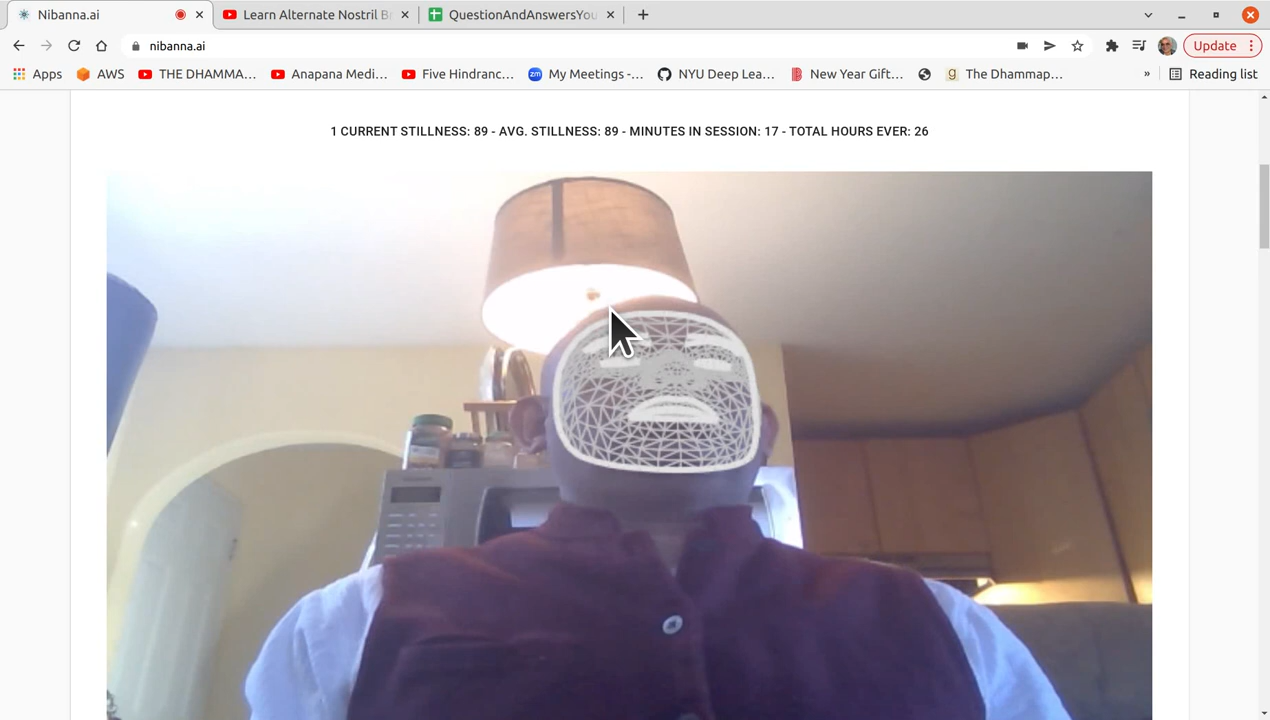 Nibanna.ai
Learn Alternate Nostril B
QuestionAndAnswersYou
nibanna.ai
Update
Apps
AWS
THE DHAMMA…
Anapana Medi…
Five Hindranc…
zm
My Meetings -…
NYU Deep Lea…
New Year Gift…
g
The Dhammap…
»
Reading list
1 CURRENT STILLNESS: 89 - AVG. STILLNESS: 89 - MINUTES IN SESSION: 17 - TOTAL HOURS EVER: 26